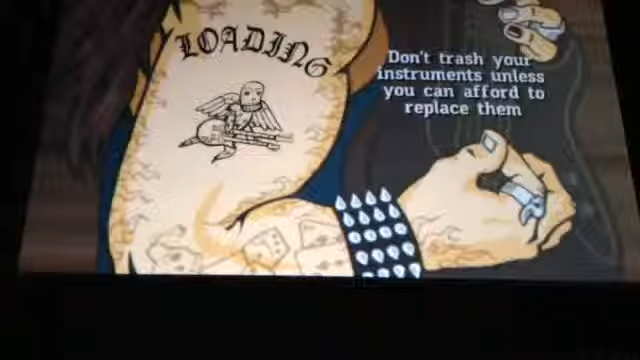 LOADING
Don't trash your
instruments unless
you can afford to
replace them